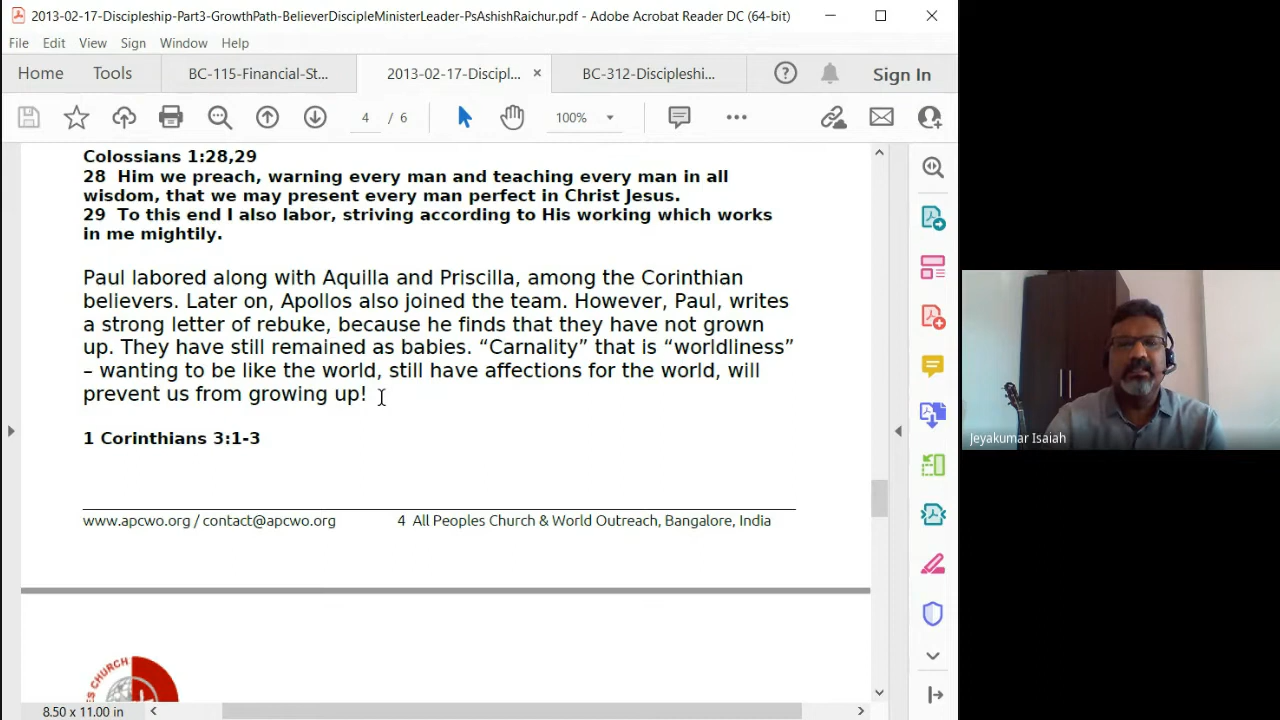 2013-02-17-Discipleship-Part3-GrowthPath-BelieverDiscipleMinisterLeader-PsAshishRaichur.pdf - Adobe Acrobat Reader DC (64-bit)
File Edit View Sign Window Help
Home Tools BC-115-Financial-St... 2013-02-17-Discipl... × BC-312-Discipleshi... ? Sign In
4 / 6 100%
Colossians 1:28,29
28 Him we preach, warning every man and teaching every man in all
wisdom, that we may present every man perfect in Christ Jesus.
29 To this end I also labor, striving according to His working which works
in me mightily.
Paul labored along with Aquilla and Priscilla, among the Corinthian
believers. Later on, Apollos also joined the team. However, Paul, writes
a strong letter of rebuke, because he finds that they have not grown
up. They have still remained as babies. “Carnality” that is “worldliness”
– wanting to be like the world, still have affections for the world, will
prevent us from growing up!
1 Corinthians 3:1-3
www.apcwo.org / contact@apcwo.org 4 All Peoples Church & World Outreach, Bangalore, India
ES CHURCH
8.50 x 11.00 in
Jeyakumar Isaiah